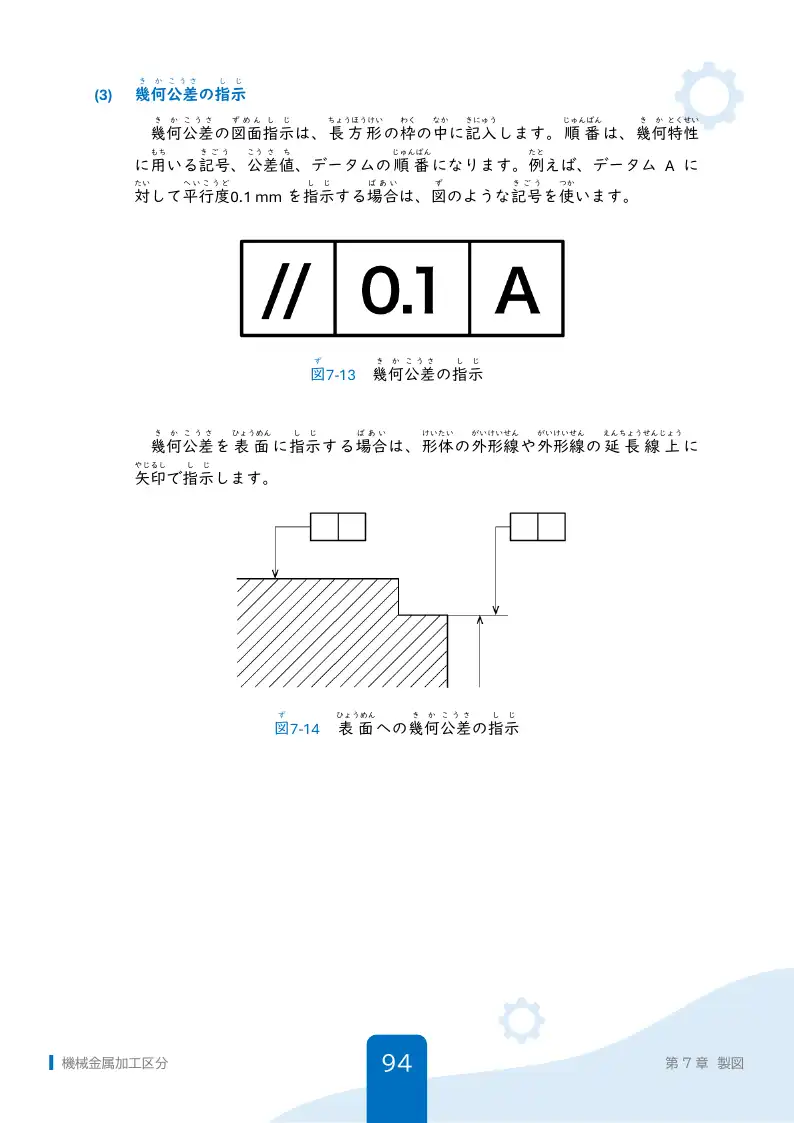 (3) 幾何公差の指示
幾何公差の図面指示は、長方形の枠の中に記入します。順番は、幾何特性
に用いる記号、公差値、データムの順番になります。例えば、データム A に
対して平行度0.1 mm を指示する場合は、図のような記号を使います。
// 0.1 A
図7-13 幾何公差の指示
幾何公差を表面に指示する場合は、形体の外形線や外形線の延長線上に
矢印で指示します。
図7-14 表面への幾何公差の指示
機械金属加工区分 94 第 7 章 製図